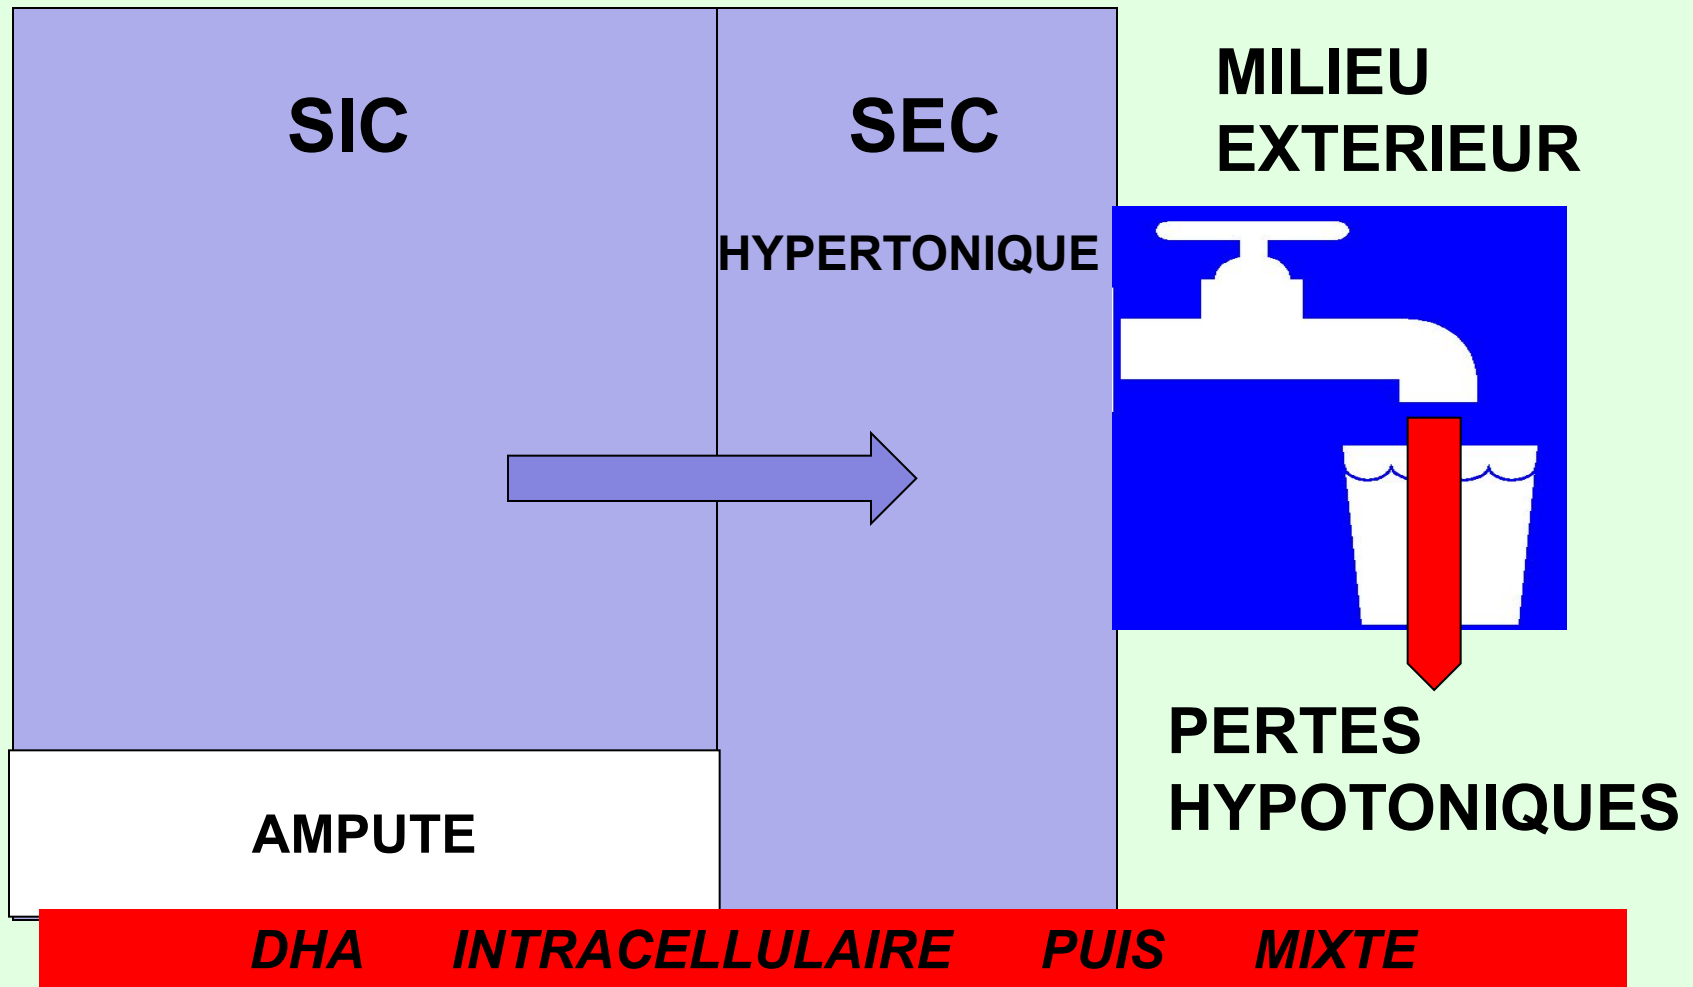 SIC
SEC
MILIEU
EXTERIEUR
HYPERTONIQUE
PERTES
HYPOTONIQUES
AMPUTE
DHA INTRACELLULAIRE PUIS MIXTE